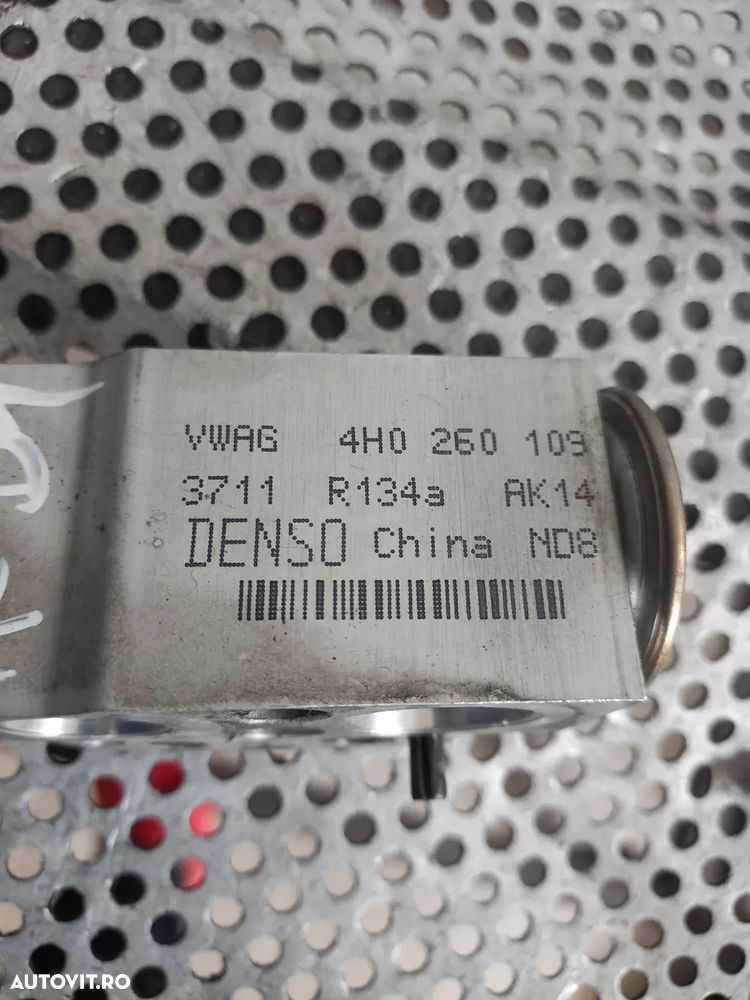 VWAG 4H0 260 109
3711 R134a AK14
DENSO China ND8
AUTOVIT.RO